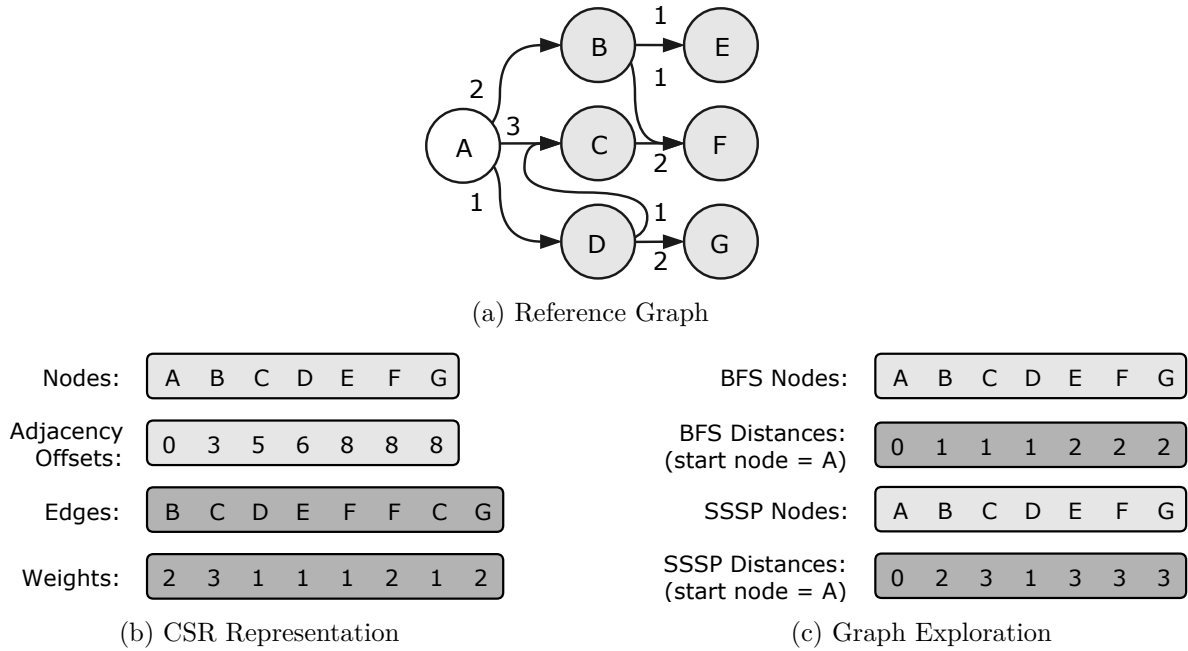 1
B
E
2
1
3
A
C
F
2
1
1
D
G
2
(a) Reference Graph
Nodes: A B C D E F G
Adjacency
Offsets: 0 3 5 6 8 8 8
Edges: B C D E F F C G
Weights: 2 3 1 1 1 2 1 2
(b) CSR Representation
BFS Nodes: A B C D E F G
BFS Distances:
(start node = A) 0 1 1 1 2 2 2
SSSP Nodes: A B C D E F G
SSSP Distances:
(start node = A) 0 2 3 1 3 3 3
(c) Graph Exploration